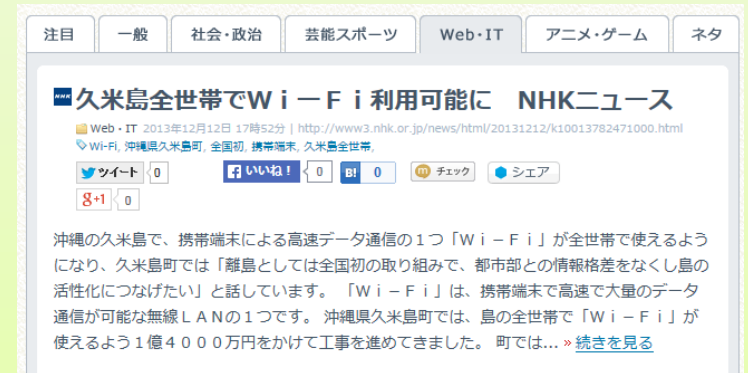 注目 一般 社会・政治 芸能スポーツ Web・IT アニメ・ゲーム ネタ
NHK 久米島全世帯でWi－Fi利用可能に　NHKニュース
Web・IT 2013年12月12日 17時52分 | http://www3.nhk.or.jp/news/html/20131212/k10013782471000.html
Wi-Fi, 沖縄県久米島町, 全国初, 携帯端末, 久米島全世帯,
ツイート 0 いいね！ 0 B! 0 m チェック シェア
g+1 0
沖縄の久米島で、携帯端末による高速データ通信の１つ「Ｗｉ－Ｆｉ」が全世帯で使えるよう
になり、久米島町では「離島としては全国初の取り組みで、都市部との情報格差をなくし島の
活性化につなげたい」と話しています。 「Ｗｉ－Ｆｉ」は、携帯端末で高速で大量のデータ
通信が可能な無線ＬＡＮの１つです。 沖縄県久米島町では、島の全世帯で「Ｗｉ－Ｆｉ」が
使えるよう１億４０００万円をかけて工事を進めてきました。 町では... » 続きを見る